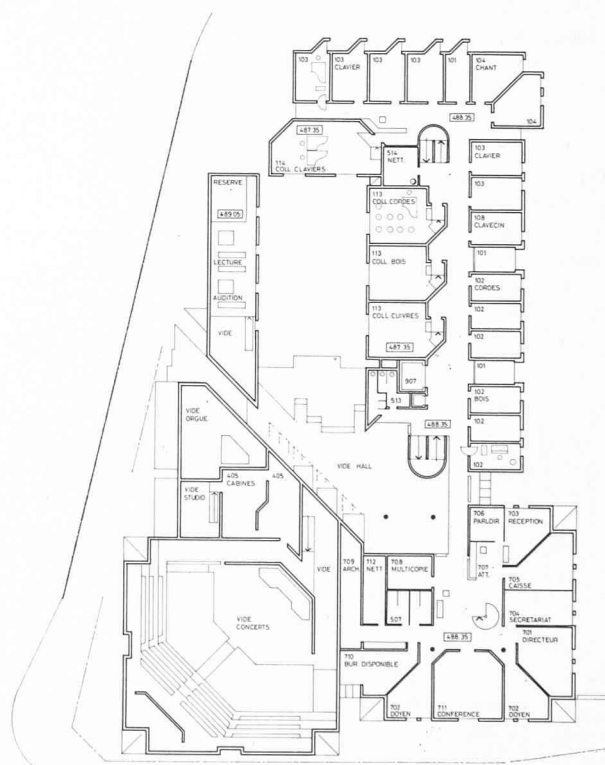 103
103
CLAVIER
103
103
101
104
CHANT
104
488 35
487 35
114
COLL CLAVIERS
514
NETT.
103
CLAVIER
103
108
CLAVECIN
101
102
CORDES
102
102
101
102
BOIS
102
102
113
COLL.CORDES
113
COLL. BOIS
113
COLL CUIVRES
487 35
907
513
488 35
RESERVE
489 05
LECTURE
AUDITION
VIDE
VIDE
ORGUE
VIDE
STUDIO
405
CABINES
405
VIDE HALL
VIDE
VIDE
CONCERTS
709
ARCH.
712
NETT
708
MULTICOPIE
706
PARLOIR
703
RECEPTION
707
ATT.
705
CAISSE
704
SECRETARIAT
701
DIRECTEUR
507
488 35
710
BUR DISPONIBLE
702
DOYEN
711
CONFERENCE
702
DOYEN